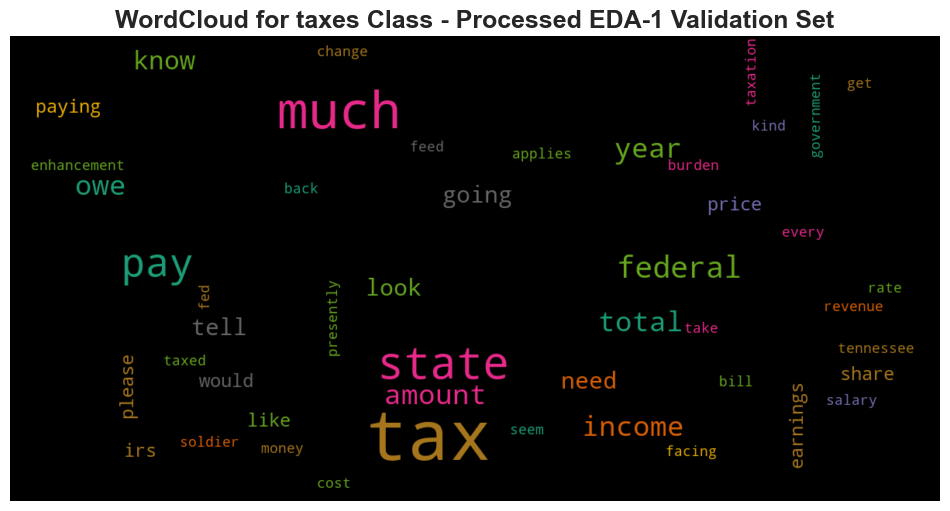 WordCloud for taxes Class - Processed EDA-1 Validation Set
know
change
taxation
get
government
paying
much
kind
feed
applies
year
burden
enhancement
owe
back
going
price
every
pay
federal
fed
presently
look
rate
revenue
tell
total
take
tennessee
taxed
state
please
would
need
bill
share
amount
salary
earnings
like
tax
income
seem
soldier
irs
money
facing
cost